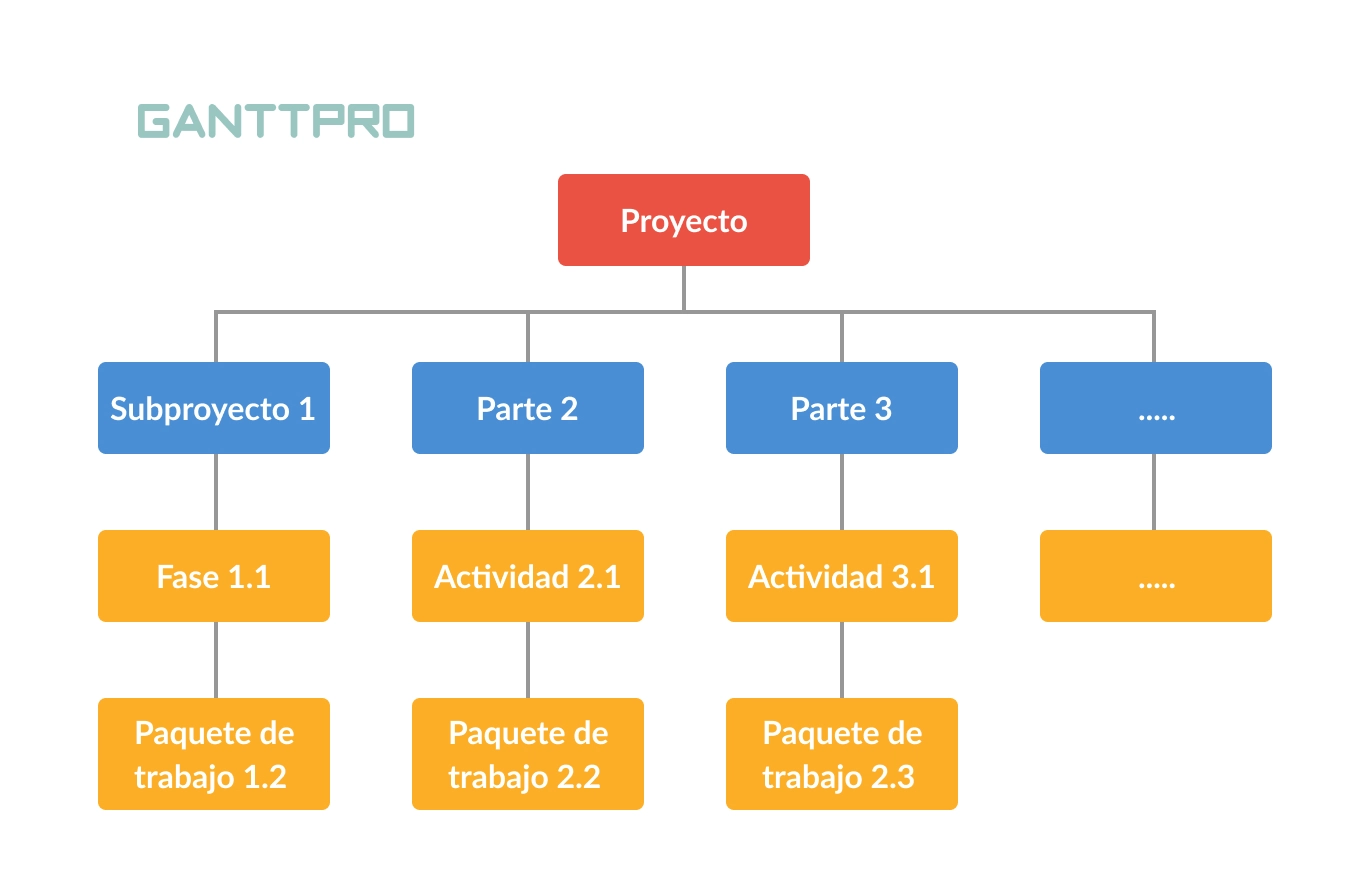 GANTTPRO
Proyecto
Subproyecto 1
Parte 2
Parte 3
.....
Fase 1.1
Actividad 2.1
Actividad 3.1
.....
Paquete de
trabajo 1.2
Paquete de
trabajo 2.2
Paquete de
trabajo 2.3